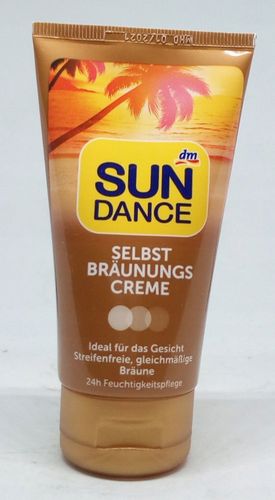 dm
SUN
DANCE
SELBST
BRÄUNUNGS
CREME
Ideal für das Gesicht
Streifenfreie, gleichmäßige
Bräune
24h Feuchtigkeitspflege